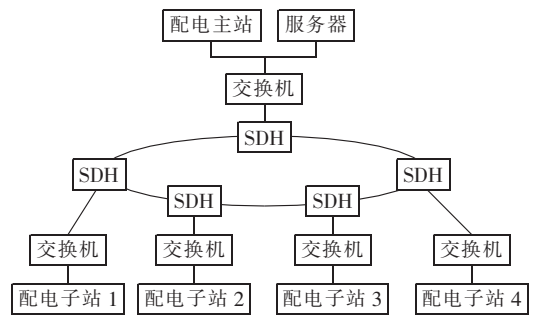 配电主站 服务器
交换机
SDH
SDH SDH
SDH SDH
交换机 交换机 交换机 交换机
配电子站 1 配电子站 2 配电子站 3 配电子站 4